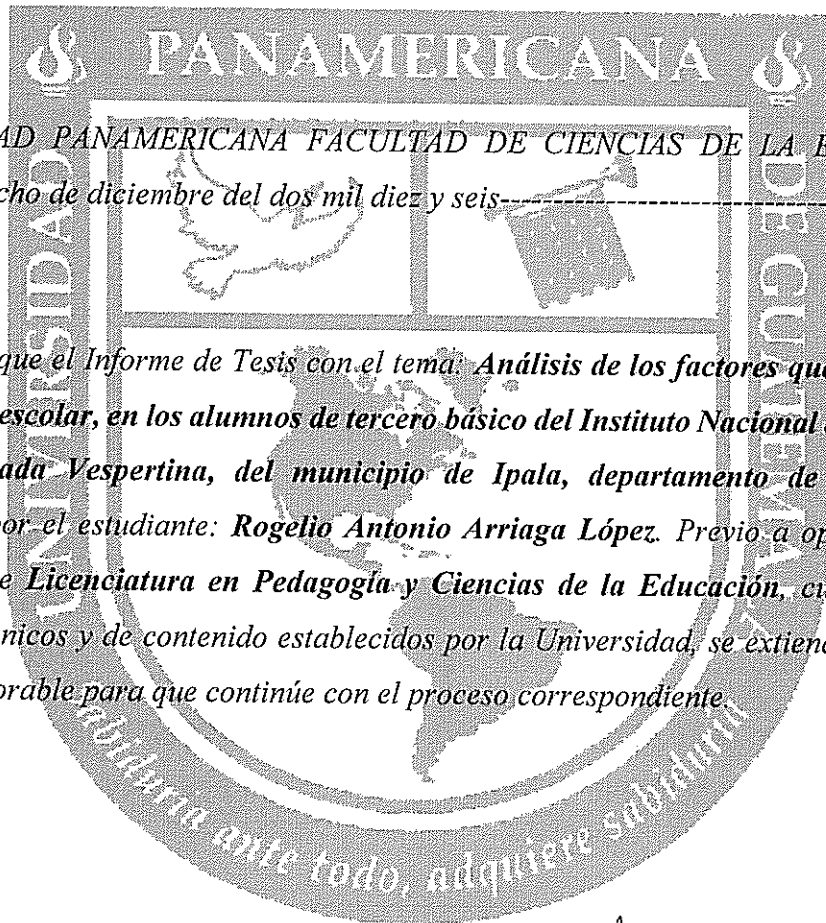 PANAMERICANA
UNIVERSIDAD
DE GUATEMALA
AD PANAMERICANA FACULTAD DE CIENCIAS DE LA E
cho de diciembre del dos mil diez y seis
que el Informe de Tesis con el tema: Análisis de los factores que
escolar, en los alumnos de tercero básico del Instituto Nacional
ada Vespertina, del municipio de Ipala, departamento de
por el estudiante: Rogelio Antonio Arriaga López. Previo a op
e Licenciatura en Pedagogía y Ciencias de la Educación, cu
nicos y de contenido establecidos por la Universidad, se extien
orable para que continúe con el proceso correspondiente.
Sabiduría ante todo, adquiere sabiduría